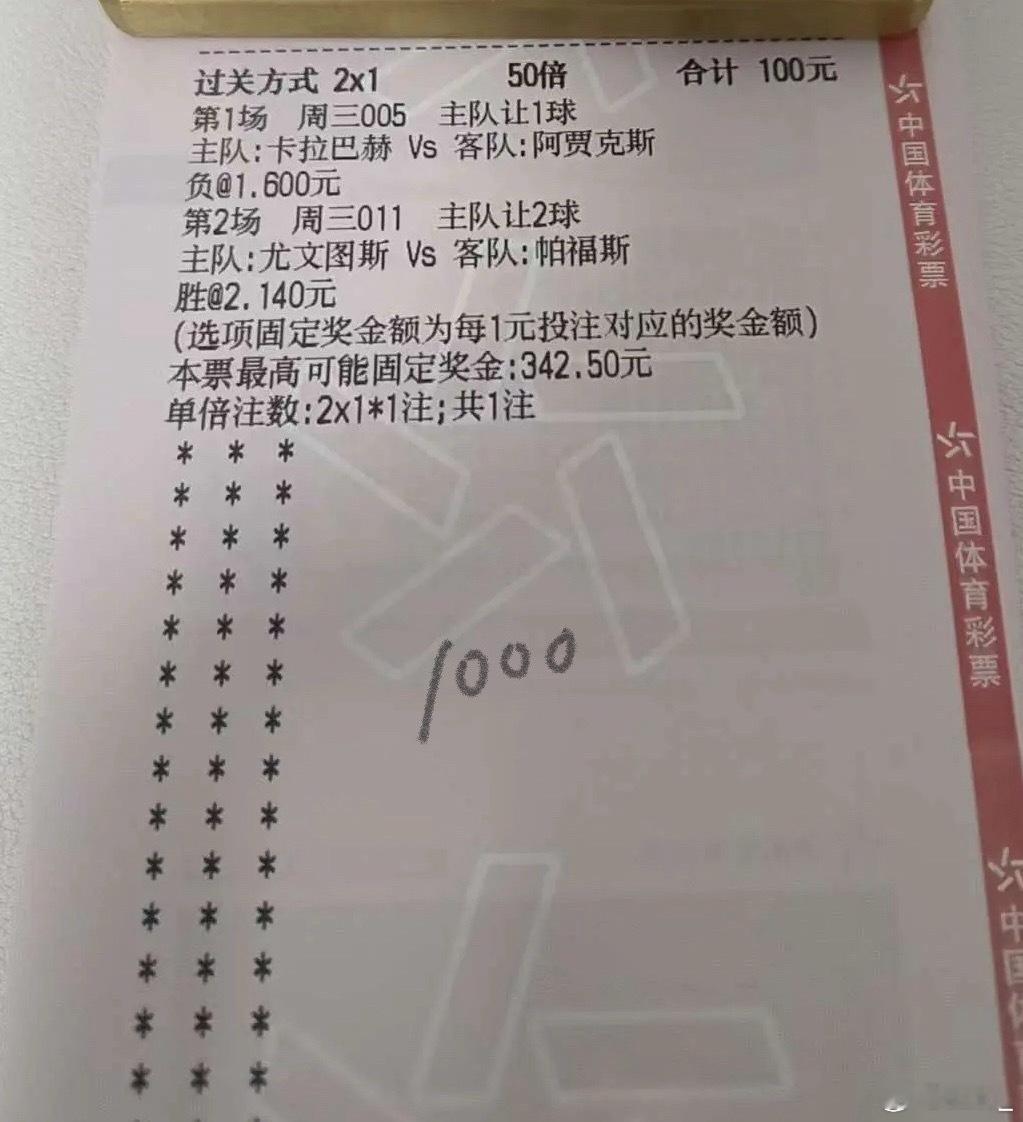 过关方式 2x1 50倍 合计 100元
第1场 周三005 主队让1球
主队:卡拉巴赫 Vs 客队:阿贾克斯
负@1.600元
第2场 周三011 主队让2球
主队:尤文图斯 Vs 客队:帕福斯
胜@2.140元
(选项固定奖金额为每1元投注对应的奖金额)
本票最高可能固定奖金:342.50元
单倍注数:2x1*1注;共1注
* * *
* * *
* * *
* * *
* * *
* * *
* * *
* * *
* * *
* * *
* * *
* * *
* * *
* * *
1000
中国体育彩票
中国体育彩票
中国体育